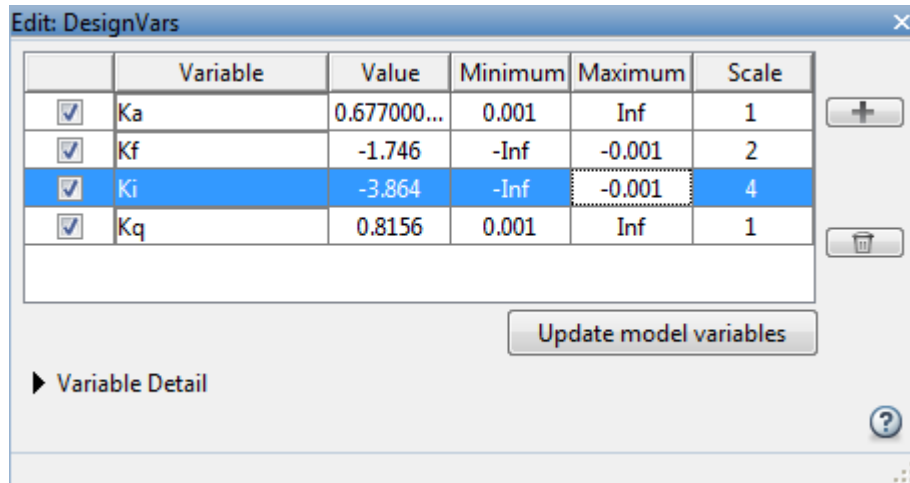 Edit: DesignVars
Variable Value Minimum Maximum Scale
Ka 0.677000... 0.001 Inf 1
Kf -1.746 -Inf -0.001 2
Ki -3.864 -Inf -0.001 4
Kq 0.8156 0.001 Inf 1
Update model variables
Variable Detail